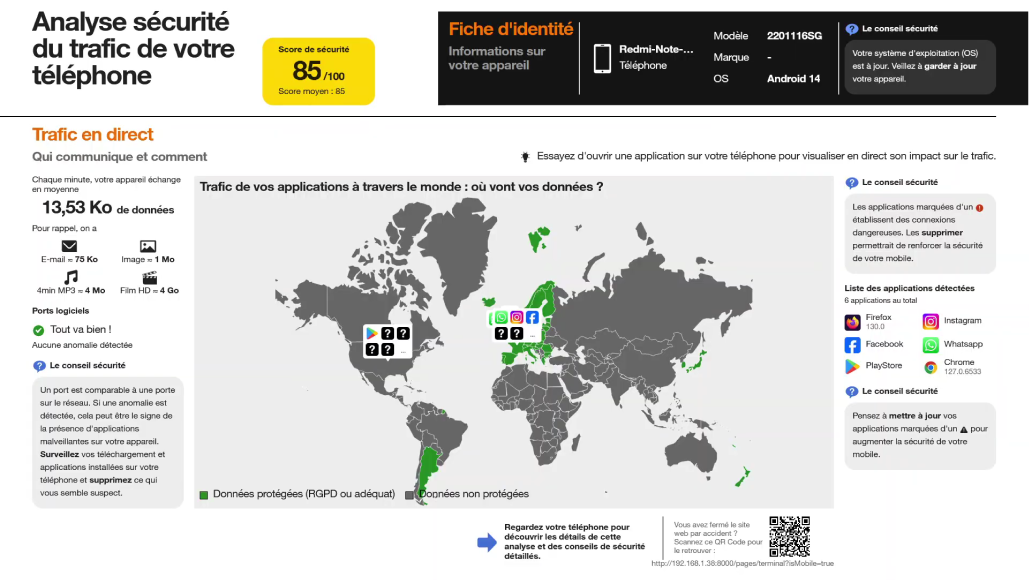 Analyse sécurité
du trafic de votre
téléphone
Score de sécurité
85/100
Score moyen : 85
Fiche d'identité
Informations sur
votre appareil
Redmi-Note-...
Téléphone
Modèle 2201116SG
Marque -
OS Android 14
Le conseil sécurité
Votre système d'exploitation (OS)
est à jour. Veillez à garder à jour
votre appareil.
Trafic en direct
Qui communique et comment
Essayez d'ouvrir une application sur votre téléphone pour visualiser en direct son impact sur le trafic.
Chaque minute, votre appareil échange
en moyenne
13,53 Ko de données
Pour rappel, on a
E-mail ≈ 75 Ko
Image ≈ 1 Mo
4min MP3 ≈ 4 Mo
Film HD ≈ 4 Go
Ports logiciels
Tout va bien !
Aucune anomalie détectée
Le conseil sécurité
Un port est comparable à une porte
sur le réseau. Si une anomalie est
détectée, cela peut être le signe de
la présence d'applications
malveillantes sur votre appareil.
Surveillez vos téléchargement et
applications installées sur votre
téléphone et supprimez ce qui
vous semble suspect.
Trafic de vos applications à travers le monde : où vont vos données ?
? ?
? ? ...
? ? ...
Données protégées (RGPD ou adéquat)
Données non protégées
Le conseil sécurité
Les applications marquées d'un
établissent des connexions
dangereuses. Les supprimer
permettrait de renforcer la sécurité
de votre mobile.
Liste des applications détectées
6 applications au total
Firefox
130.0
Instagram
Facebook
Whatsapp
PlayStore
Chrome
127.0.6533
Le conseil sécurité
Pensez à mettre à jour vos
applications marquées d'un pour
augmenter la sécurité de votre
mobile.
Regardez votre téléphone pour
découvrir les détails de cette
analyse et des conseils de sécurité
détaillés.
Vous avez fermé le site
web par accident ?
Scannez ce QR Code pour
le retrouver :
http://192.168.1.38:8000/pages/terminal?isMobile=true